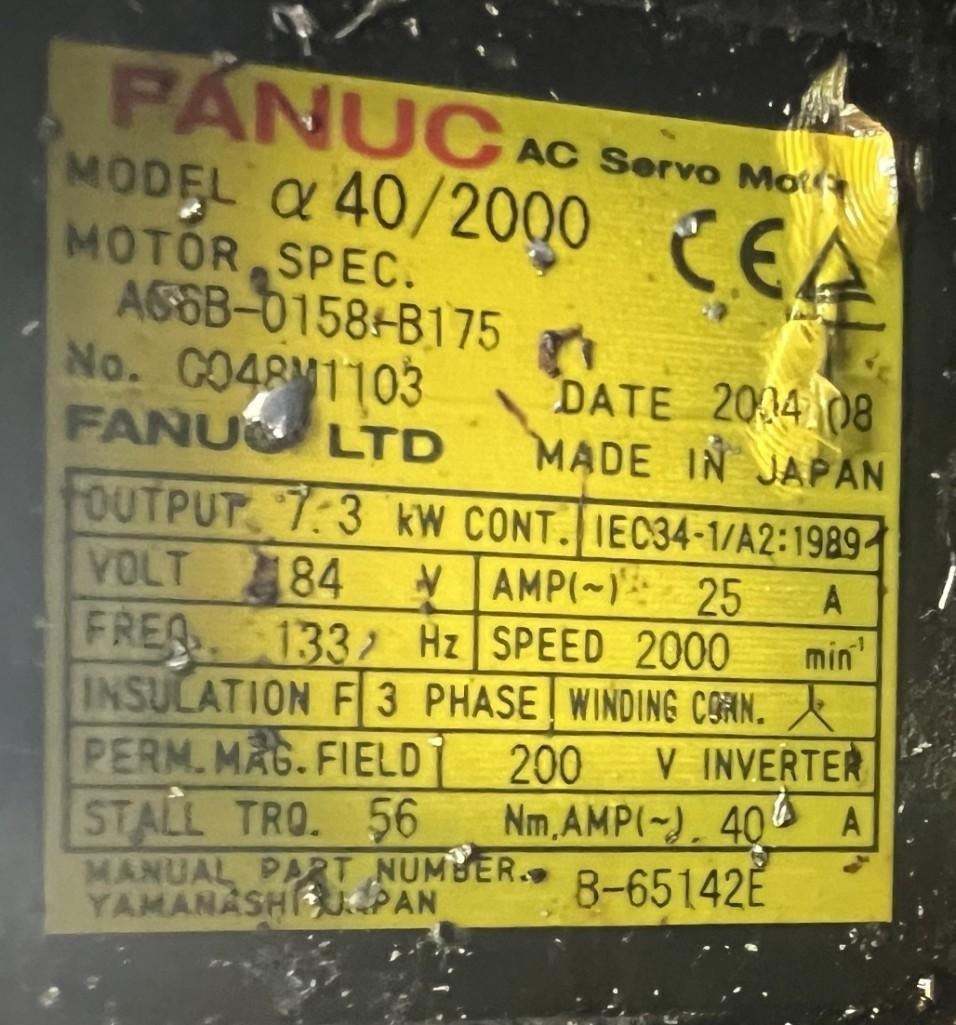 FANUC AC Servo Motor
MODEL α 40/2000
CE
MOTOR SPEC.
A06B-0158-B175
No. C048M1103
DATE 2004.08
FANUC LTD
MADE IN JAPAN
OUTPUT 7.3 kW CONT. IEC34-1/A2:1989
VOLT 184 V AMP(~) 25 A
FREQ. 133 Hz SPEED 2000 min⁻¹
INSULATION F 3 PHASE WINDING CONN.
PERM.MAG.FIELD 200 V INVERTER
STALL TRQ. 56 Nm,AMP(~) 40 A
MANUAL PART NUMBER. B-65142E
YAMANASHI JAPAN